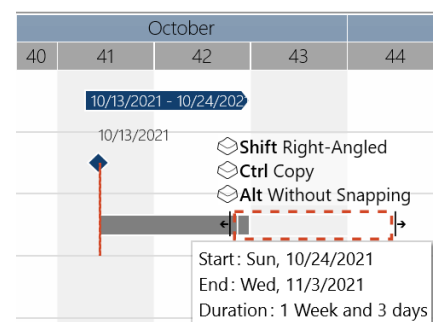 October
40 41 42 43 44
10/13/2021 - 10/24/202
10/13/2021
Shift Right-Angled
Ctrl Copy
Alt Without Snapping
Start: Sun, 10/24/2021
End: Wed, 11/3/2021
Duration: 1 Week and 3 days